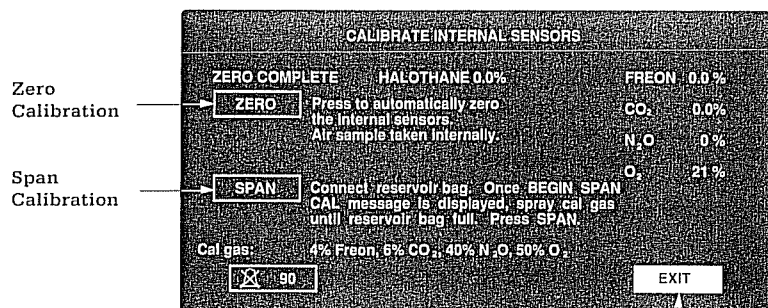 CALIBRATE INTERNAL SENSORS
ZERO COMPLETE HALOTHANE 0.0% FREON 0.0 %
Zero Calibration
ZERO
Press to automatically zero
the internal sensors.
Air sample taken internally.
CO₂ 0.0%
N₂O 0 %
O₂ 21 %
Span Calibration
SPAN
Connect reservoir bag. Once BEGIN SPAN
CAL message is displayed, spray cal gas
until reservoir bag full. Press SPAN.
Cal gas: 4% Freon, 6% CO₂, 40% N₂O, 50% O₂
90
EXIT